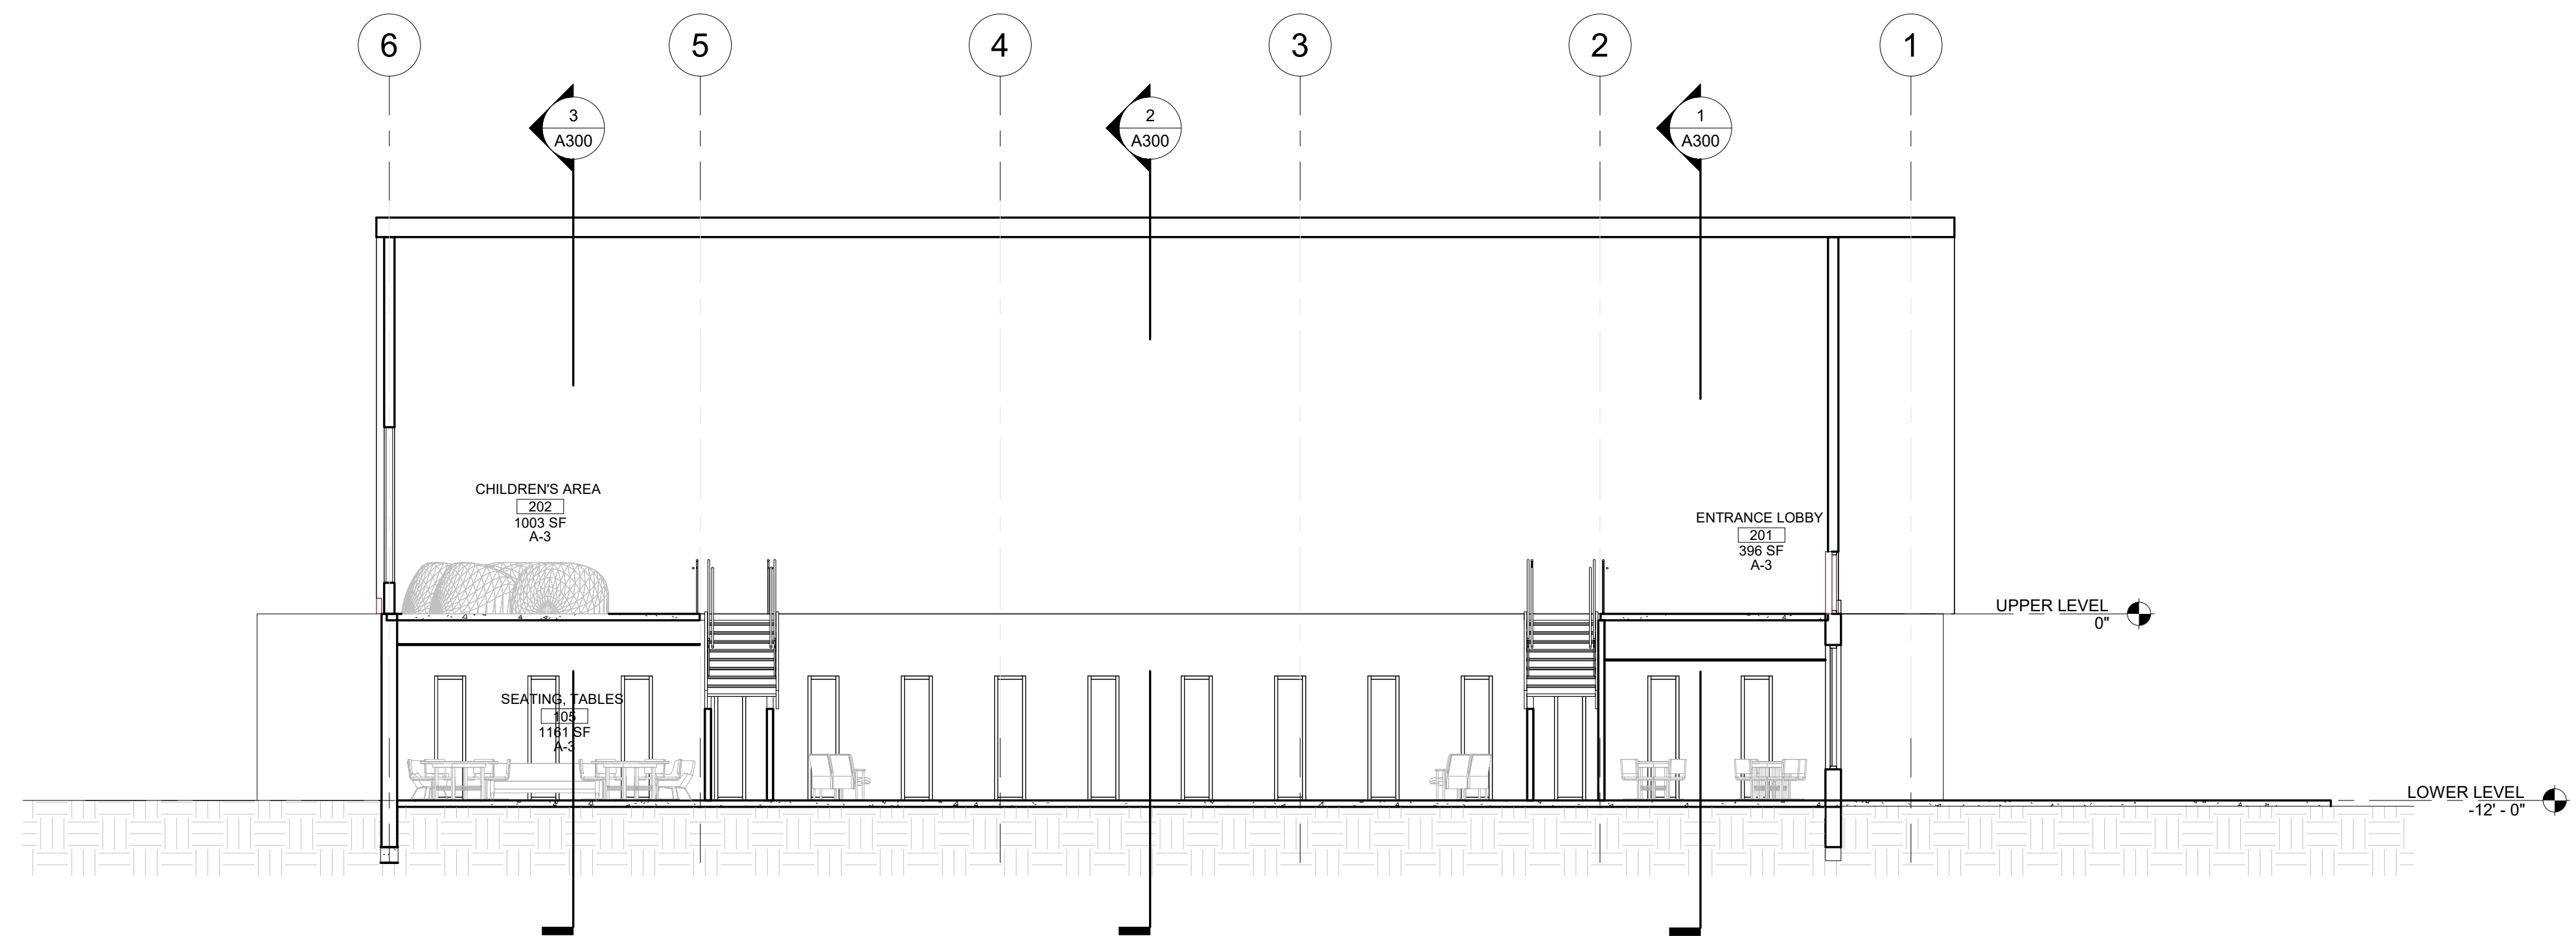 6
5
4
3
2
1
3
A300
2
A300
1
A300
CHILDREN'S AREA
202
1003 SF
A-3
ENTRANCE LOBBY
201
396 SF
A-3
UPPER LEVEL
0"
SEATING, TABLES
105
1161 SF
A-3
LOWER LEVEL
-12' - 0"